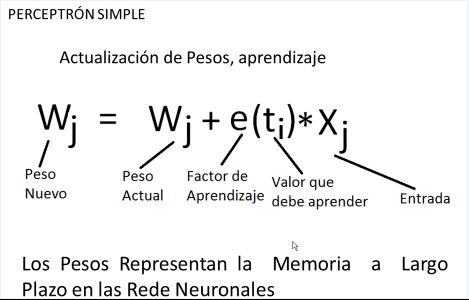 PERCEPTRÓN SIMPLE
Actualización de Pesos, aprendizaje
Wj = Wj + e(ti)*Xj
Peso Nuevo
Peso Actual
Factor de Aprendizaje
Valor que debe aprender
Entrada
Los Pesos Representan la Memoria a Largo
Plazo en las Rede Neuronales